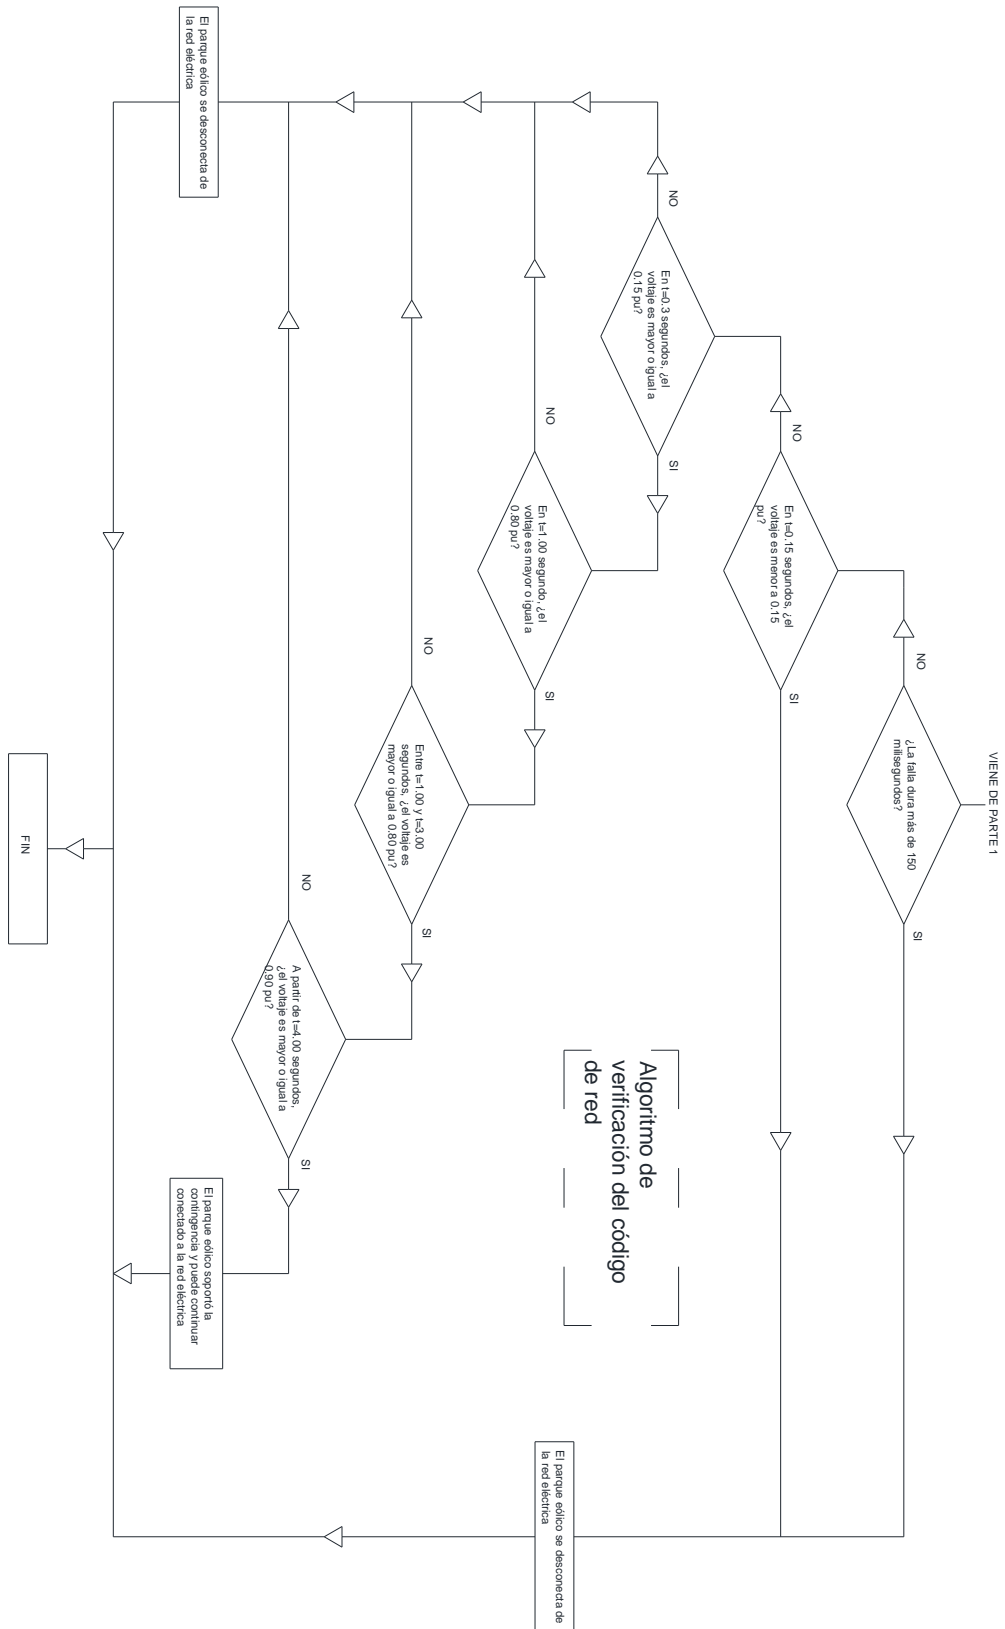 VIENE DE PARTE 1
¿La falla dura más de 150
milisegundos?
NO
SI
En t=0.15 segundos, ¿el
voltaje es menor a 0.15
pu?
NO
SI
En t=0.3 segundos, ¿el
voltaje es mayor o igual a
0.15 pu?
NO
SI
En t=1.00 segundo, ¿el
voltaje es mayor o igual a
0.80 pu?
NO
SI
Entre t=1.00 y t=3.00
segundos, ¿el voltaje es
mayor o igual a 0.80 pu?
NO
SI
A partir de t=4.00 segundos,
¿el voltaje es mayor o igual a
0.90 pu?
NO
SI
Algoritmo de
verificación del código
de red
El parque eólico se desconecta de
la red eléctrica
El parque eólico soportó la
contingencia y puede continuar
conectado a la red eléctrica
El parque eólico se desconecta de
la red eléctrica
FIN